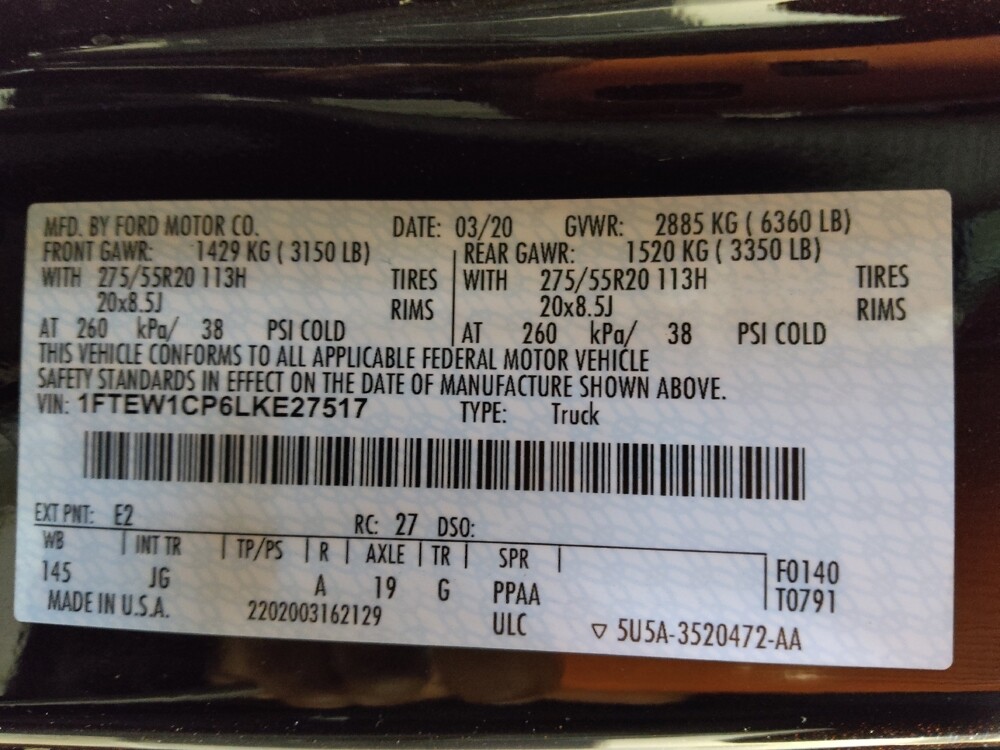 MFD. BY FORD MOTOR CO. DATE: 03/20 GVWR: 2885 KG ( 6360 LB)
FRONT GAWR: 1429 KG ( 3150 LB) REAR GAWR: 1520 KG ( 3350 LB)
WITH 275/55R20 113H TIRES WITH 275/55R20 113H TIRES
20x8.5J RIMS 20x8.5J RIMS
AT 260 kPa/ 38 PSI COLD AT 260 kPa/ 38 PSI COLD
THIS VEHICLE CONFORMS TO ALL APPLICABLE FEDERAL MOTOR VEHICLE
SAFETY STANDARDS IN EFFECT ON THE DATE OF MANUFACTURE SHOWN ABOVE.
VIN: 1FTEW1CP6LKE27517 TYPE: Truck
EXT PNT: E2 RC: 27 DSO:
WB INT TR TP/PS R AXLE TR SPR
145 JG A 19 G PPAA F0140
T0791
MADE IN U.S.A. 2202003162129 ULC ▽ 5U5A-3520472-AA